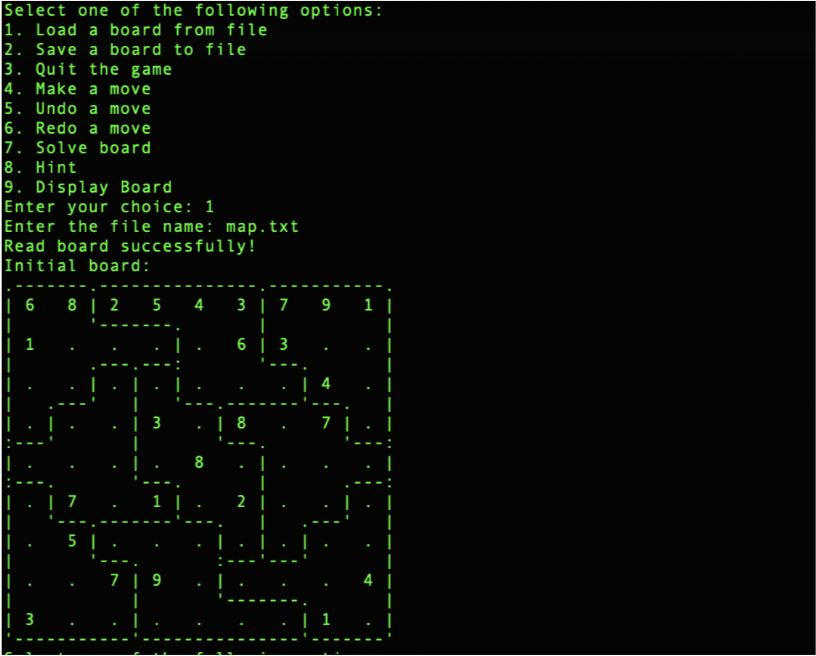 Select one of the following options:
1. Load a board from file
2. Save a board to file
3. Quit the game
4. Make a move
5. Undo a move
6. Redo a move
7. Solve board
8. Hint
9. Display Board
Enter your choice: 1
Enter the file name: map.txt
Read board successfully!
Initial board:
.-------.---------------.-----------.
| 6   8 | 2   5   4   3 | 7   9   1 |
|       '-------.       |           |
| 1   .   .   . | .   6 | 3   .   . |
|       .---.---:       '---.       |
| .   . | . | . | .   .   . | 4   . |
|   .---'   |   '---.-------'---.   |
| . | .   . | 3   . | 8   .   7 | . |
:---'       |       '---.       '---:
| .   .   . | .   8   . | .   .   . |
:---.       '---.       |       .---:
| . | 7   .   1 | .   2 | .   . | . |
|   '---.-------'---.   |   .---'   |
| .   5 | .   .   . | . | . | .   . |
|       '---.       :---'---'       |
| .   .   7 | 9   . | .   .   .   4 |
|           |       '-------.       |
| 3   .   . | .   .   .   . | 1   . |
'-----------'---------------'-------'